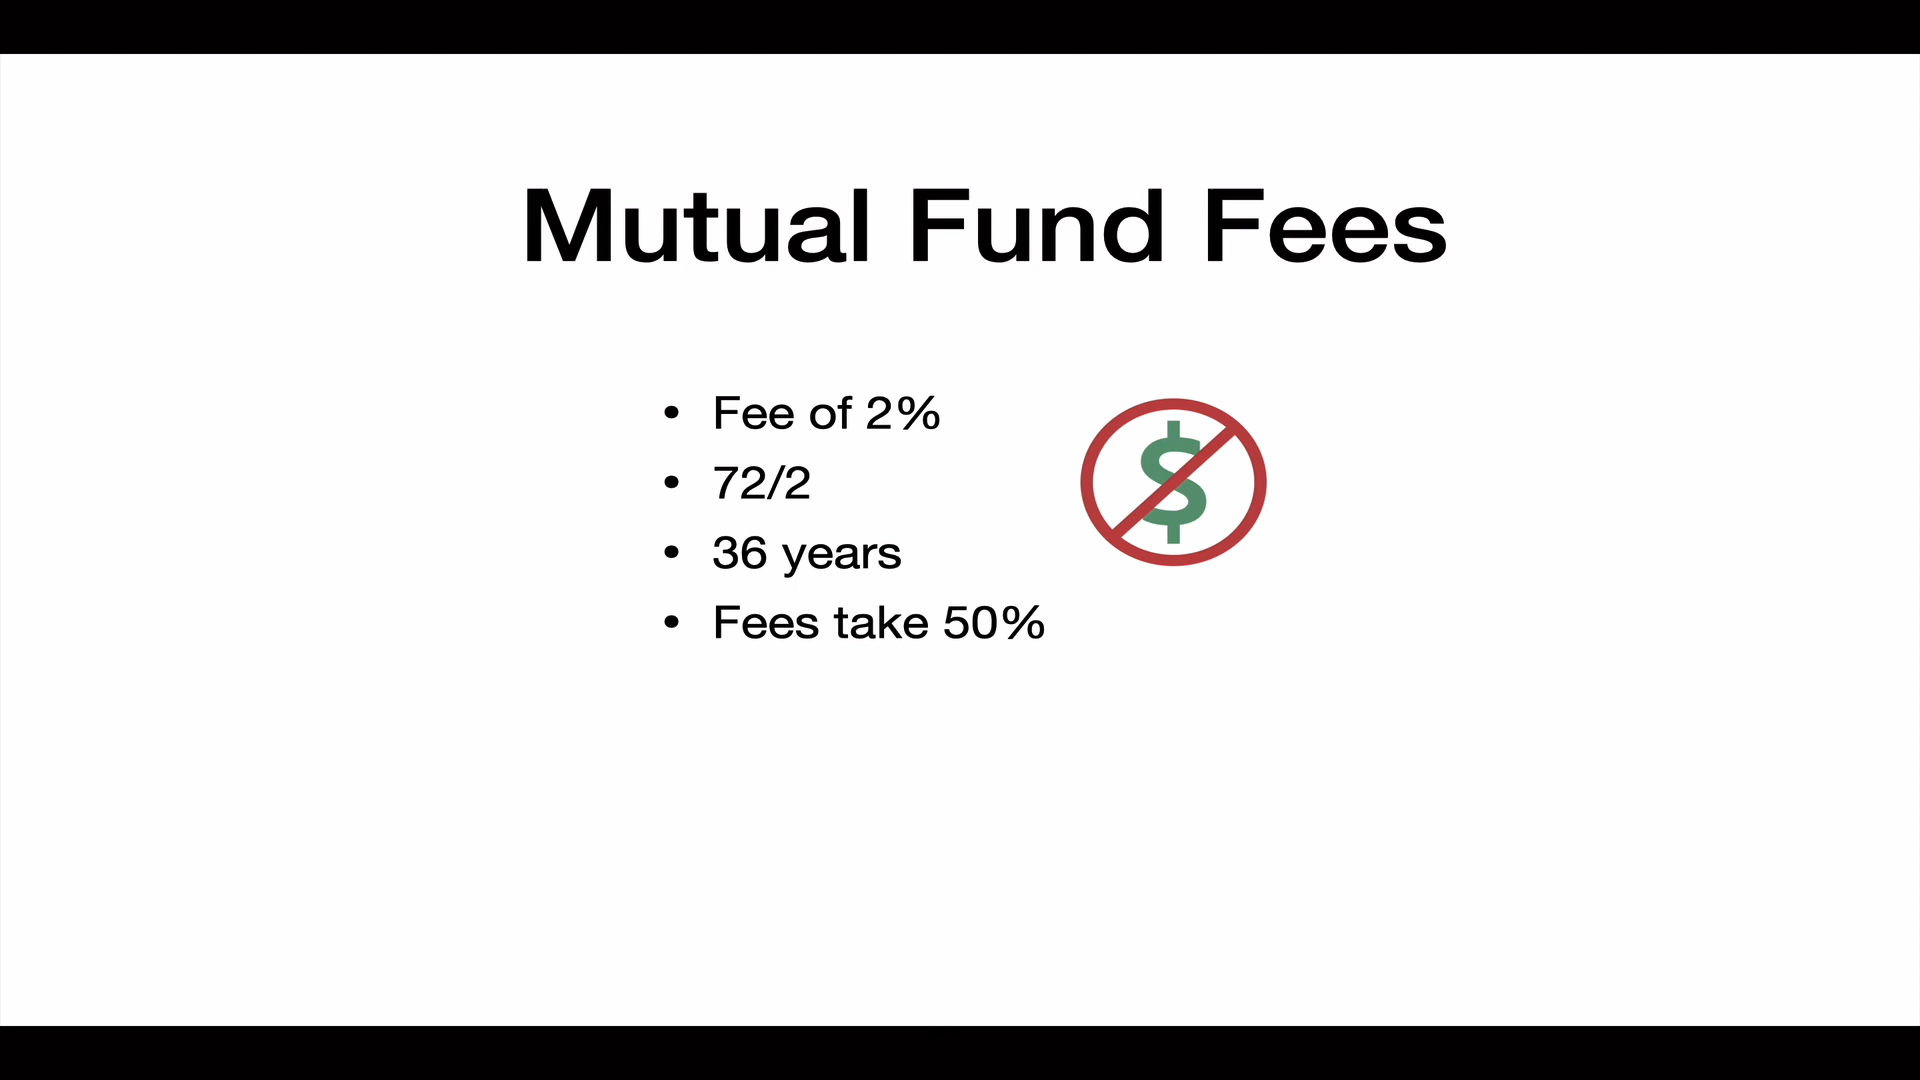 Mutual Fund Fees
• Fee of 2%
• 72/2
• 36 years
• Fees take 50%
$